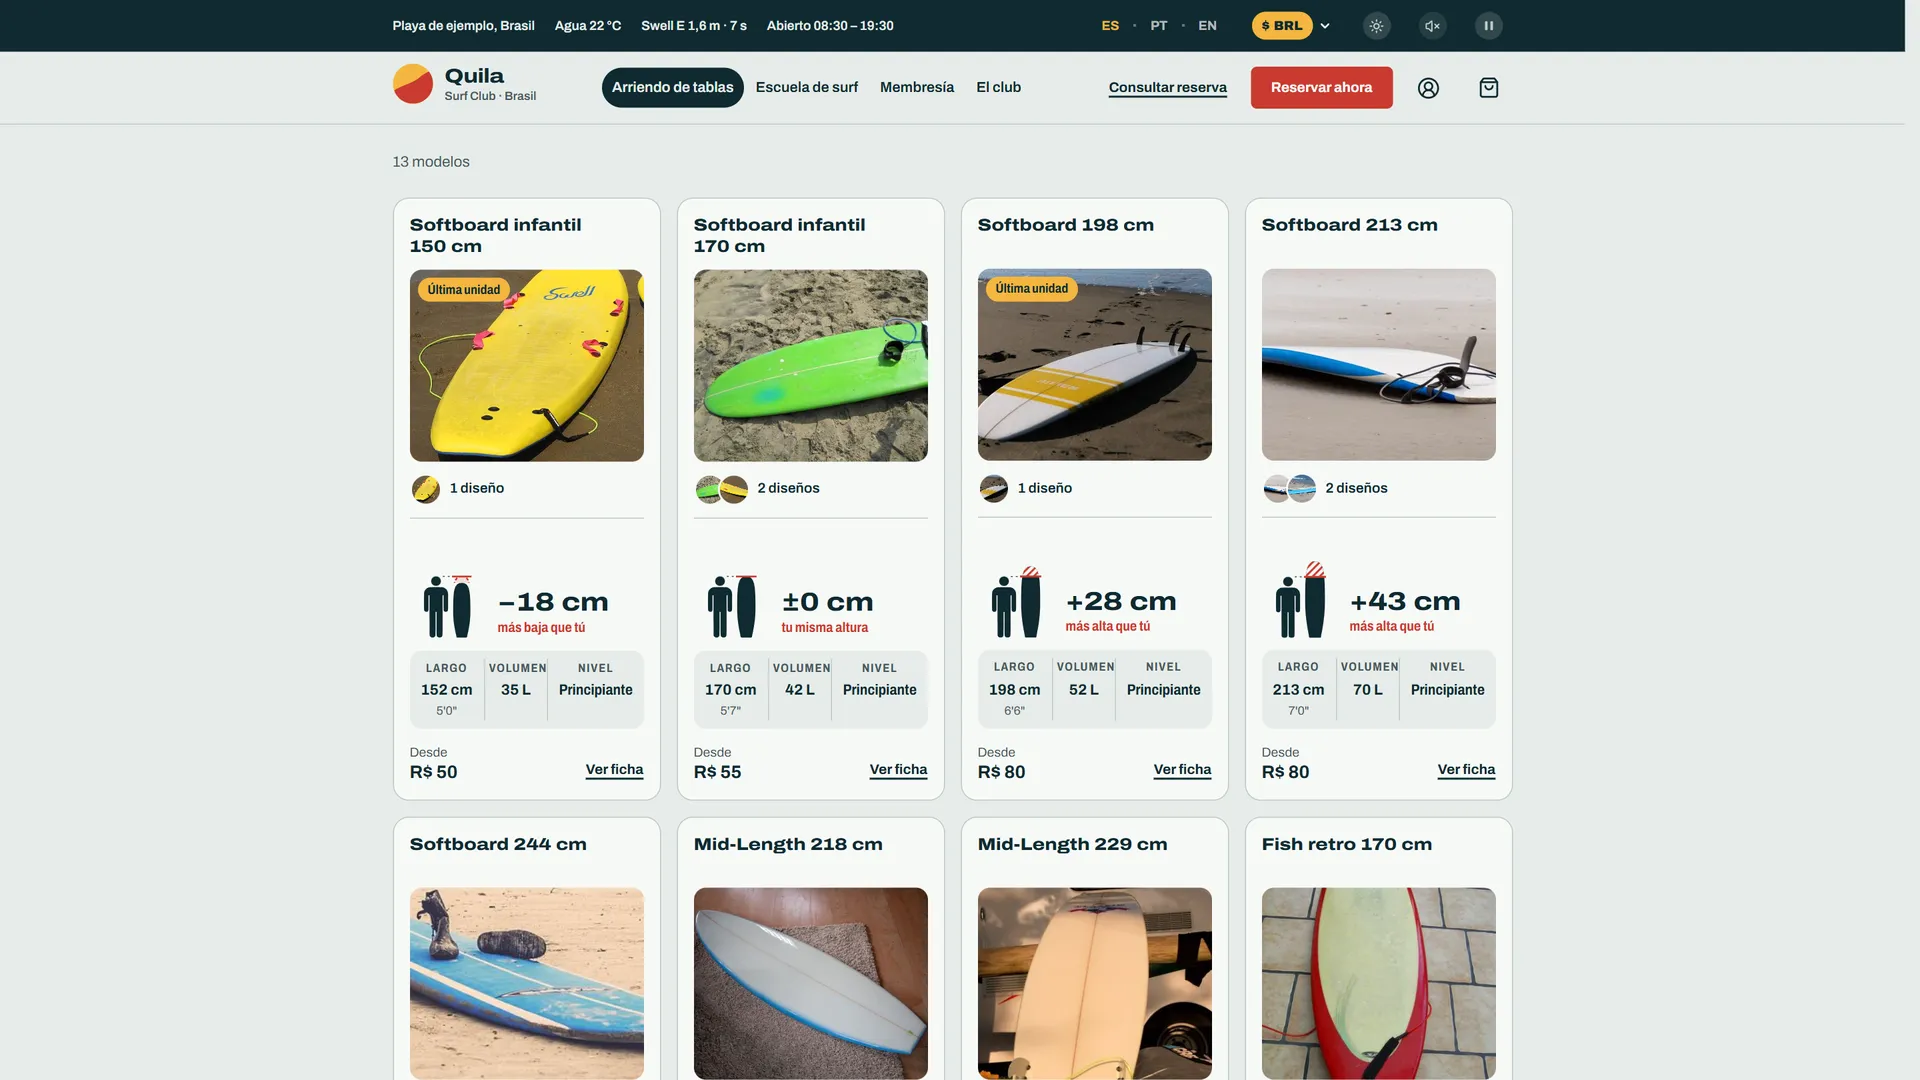 Playa de ejemplo, Brasil Agua 22 °C Swell E 1,6 m · 7 s Abierto 08:30 – 19:30 ES · PT · EN $ BRL
Quila
Surf Club · Brasil
Arriendo de tablas Escuela de surf Membresía El club Consultar reserva Reservar ahora
13 modelos
Softboard infantil
150 cm
Última unidad
Swell
1 diseño
−18 cm
más baja que tú
LARGO VOLUMEN NIVEL
152 cm 35 L Principiante
5'0"
Desde
R$ 50 Ver ficha
Softboard infantil
170 cm
2 diseños
±0 cm
tu misma altura
LARGO VOLUMEN NIVEL
170 cm 42 L Principiante
5'7"
Desde
R$ 55 Ver ficha
Softboard 198 cm
Última unidad
1 diseño
+28 cm
más alta que tú
LARGO VOLUMEN NIVEL
198 cm 52 L Principiante
6'6"
Desde
R$ 80 Ver ficha
Softboard 213 cm
2 diseños
+43 cm
más alta que tú
LARGO VOLUMEN NIVEL
213 cm 70 L Principiante
7'0"
Desde
R$ 80 Ver ficha
Softboard 244 cm
Mid-Length 218 cm
Mid-Length 229 cm
Fish retro 170 cm